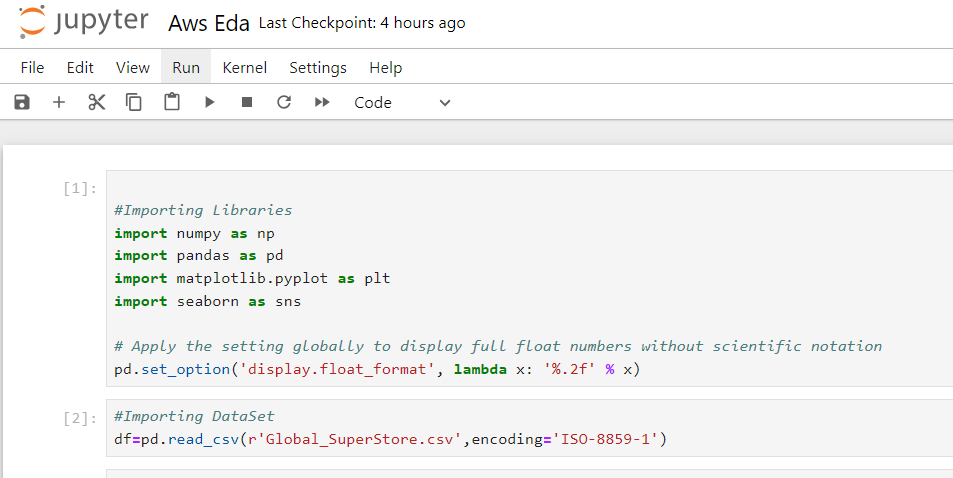 jupyter Aws Eda Last Checkpoint: 4 hours ago
File Edit View Run Kernel Settings Help
Code
[1]:
#Importing Libraries
import numpy as np
import pandas as pd
import matplotlib.pyplot as plt
import seaborn as sns
# Apply the setting globally to display full float numbers without scientific notation
pd.set_option('display.float_format', lambda x: '%.2f' % x)
[2]: #Importing DataSet
df=pd.read_csv(r'Global_SuperStore.csv',encoding='ISO-8859-1')